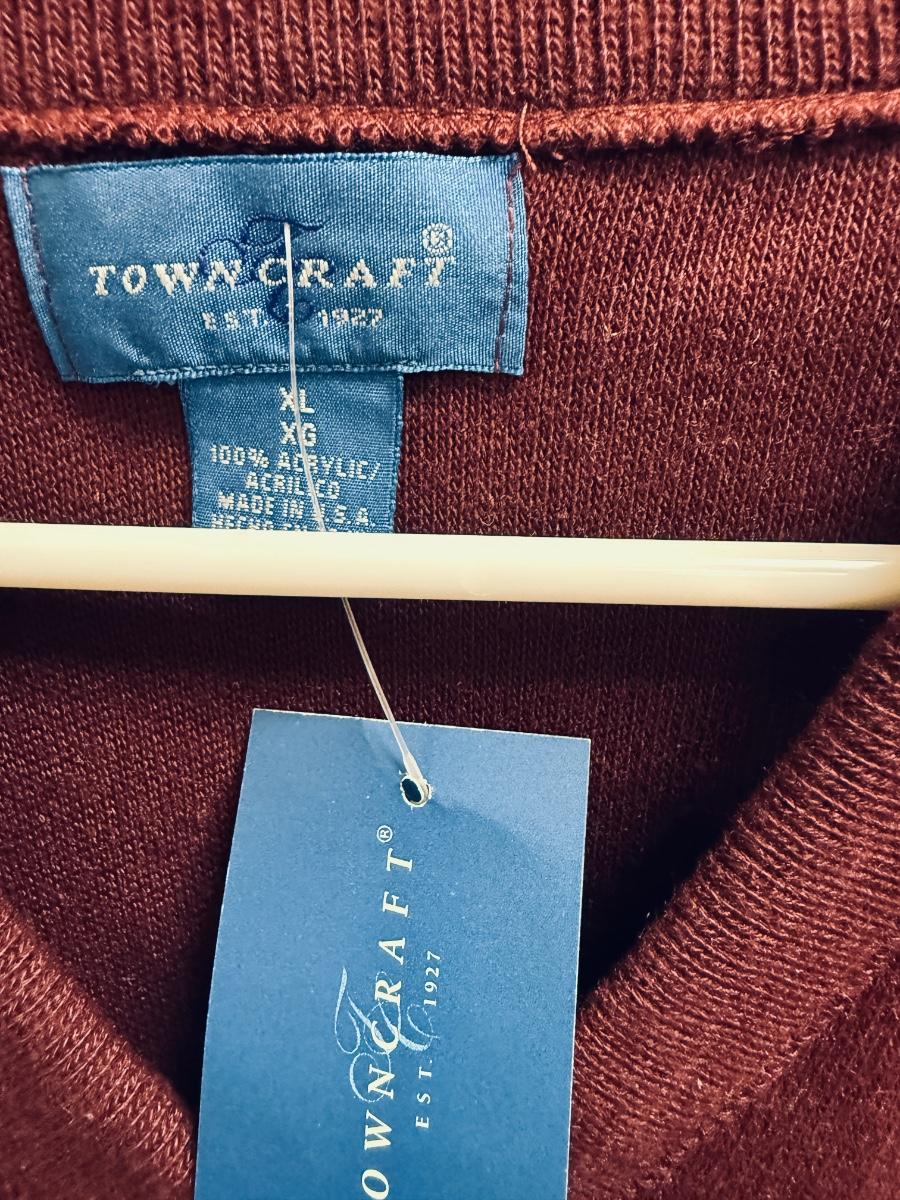 TOWNCRAFT®
EST. 1927
XL
XG
100% ACRYLIC/
ACRILICO
MADE IN U.S.A.
TOWNCRAFT®
EST. 1927